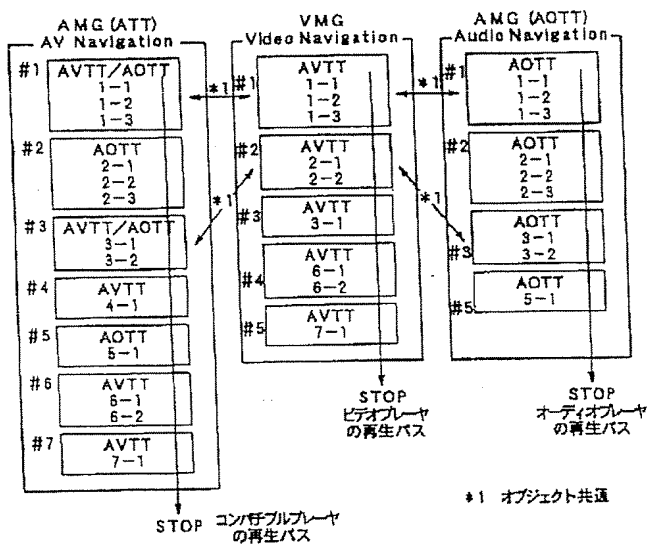 AMG (ATT)
AV Navigation
#1
AVTT/AOTT
1-1
1-2
1-3
#2
AOTT
2-1
2-2
2-3
#3
AVTT/AOTT
3-1
3-2
#4
AVTT
4-1
#5
AOTT
5-1
#6
AVTT
6-1
6-2
#7
AVTT
7-1
STOP
コンパチブルプレーヤ
の再生パス
*1
*1
VMG
Video Navigation
#1
AVTT
1-1
1-2
1-3
#2
AVTT
2-1
2-2
#3
AVTT
3-1
#4
AVTT
6-1
6-2
#5
AVTT
7-1
STOP
ビデオプレーヤ
の再生パス
*1
*1
AMG (AOTT)
Audio Navigation
#1
AOTT
1-1
1-2
1-3
#2
AOTT
2-1
2-2
2-3
#3
AOTT
3-1
3-2
#5
AOTT
5-1
STOP
オーディオプレーヤ
の再生パス
*1 オブジェクト共通